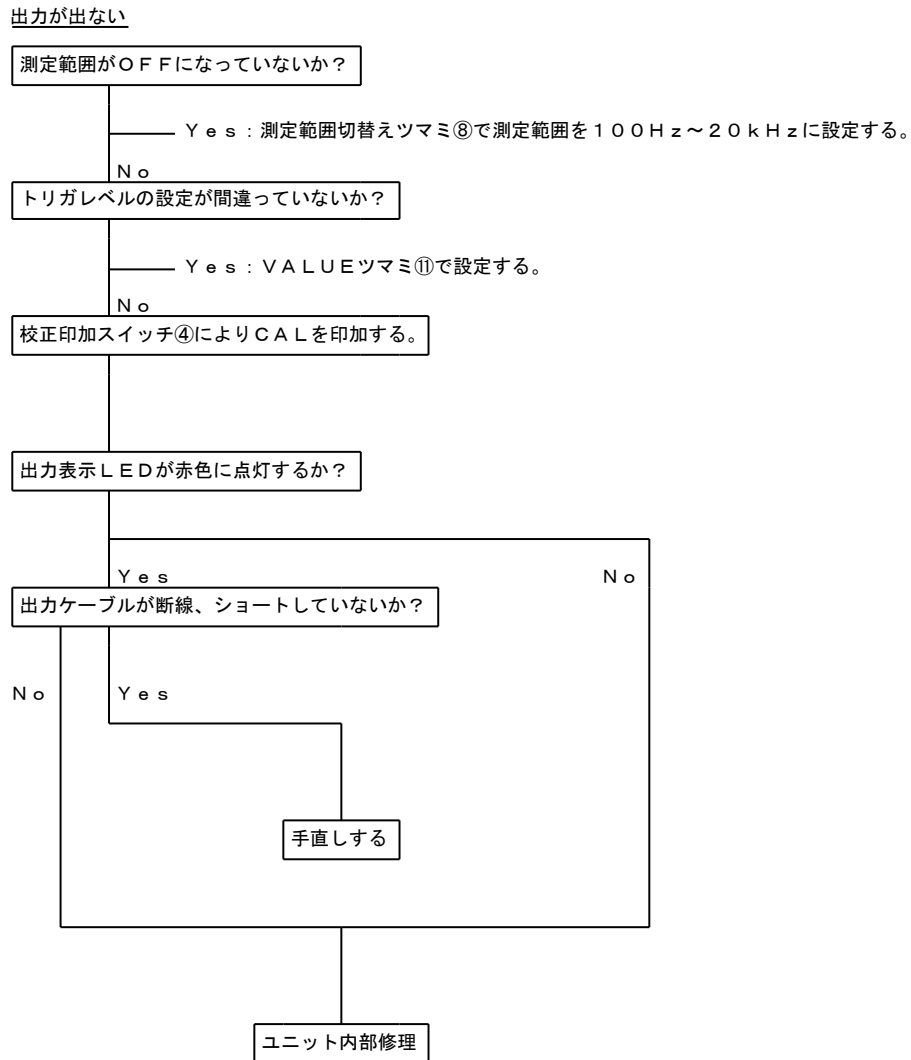 出力が出ない
測定範囲がＯＦＦになっていないか？
Ｙｅｓ：測定範囲切替えツマミ⑧で測定範囲を１００Ｈｚ～２０ｋＨｚに設定する。
Ｎｏ
トリガレベルの設定が間違っていないか？
Ｙｅｓ：ＶＡＬＵＥツマミ⑪で設定する。
Ｎｏ
校正印加スイッチ④によりＣＡＬを印加する。
出力表示ＬＥＤが赤色に点灯するか？
Ｙｅｓ
Ｎｏ
出力ケーブルが断線、ショートしていないか？
Ｎｏ
Ｙｅｓ
手直しする
ユニット内部修理